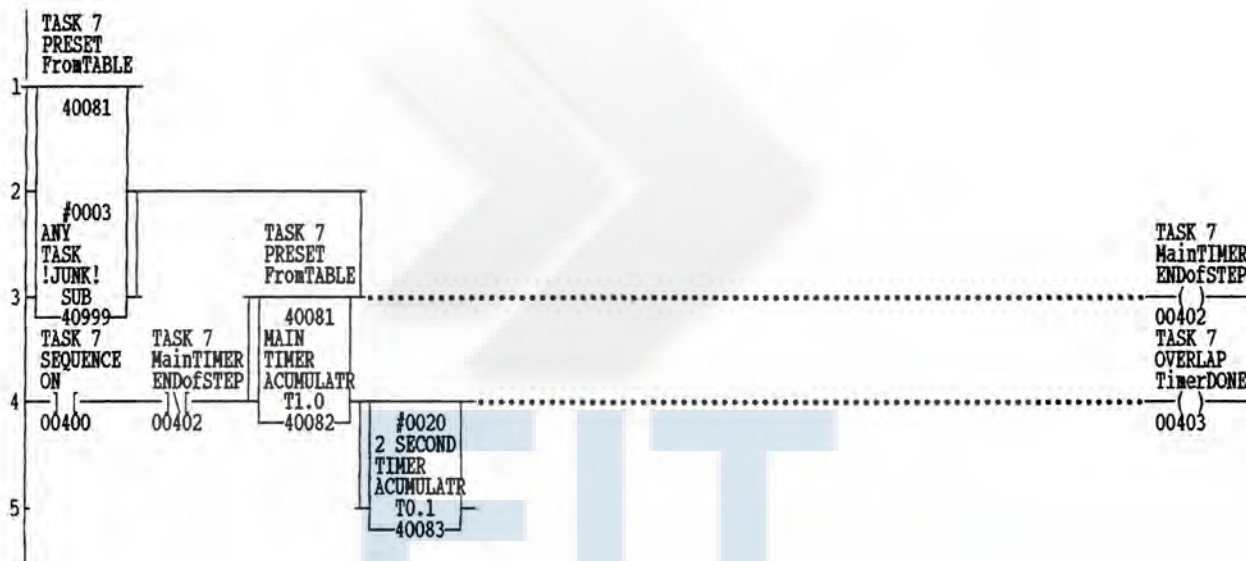 TASK 7
PRESET
FromTABLE
1
40081
2
#0003
ANY
TASK
!JUNK!
SUB
40999
TASK 7
PRESET
FromTABLE
TASK 7
MainTIMER
ENDofSTEP
3
40081
MAIN
TIMER
ACUMULATR
T1.0
40082
( )
00402
TASK 7
SEQUENCE
ON
TASK 7
MainTIMER
ENDofSTEP
TASK 7
OVERLAP
TimerDONE
4
00400
00402
( )
00403
#0020
2 SECOND
TIMER
ACUMULATR
T0.1
40083
5
FIT